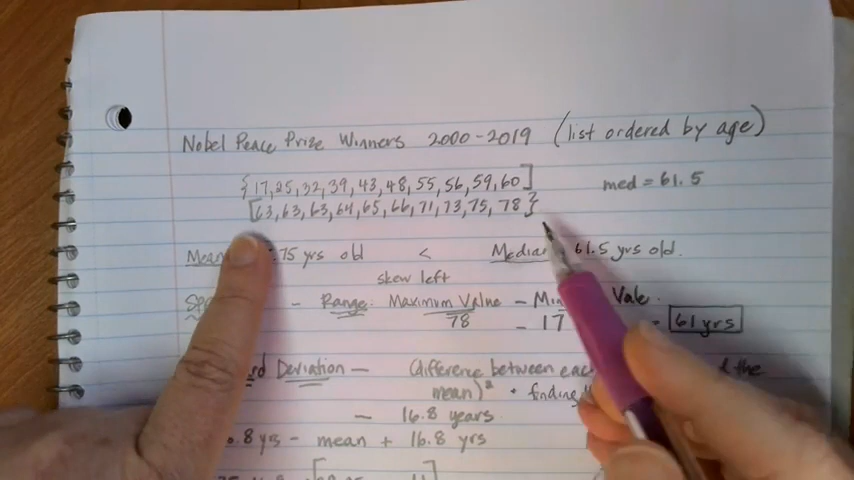 Nobel Peace Prize Winners 2000-2019 (list ordered by age)
{17,25,32,39,43,48,55,56,59,60] med = 61.5
[63,63,63,64,65,66,71,73,75,78}
Mean .75 yrs old < Median 61.5 yrs old.
skew left
- Range: Maximum Value - Min Vale.
78 - 17 = 61 yrs
Deviation - (difference between each the
mean)² + finding
- 16.8 years
6.8 yrs - mean + 16.8 yrs